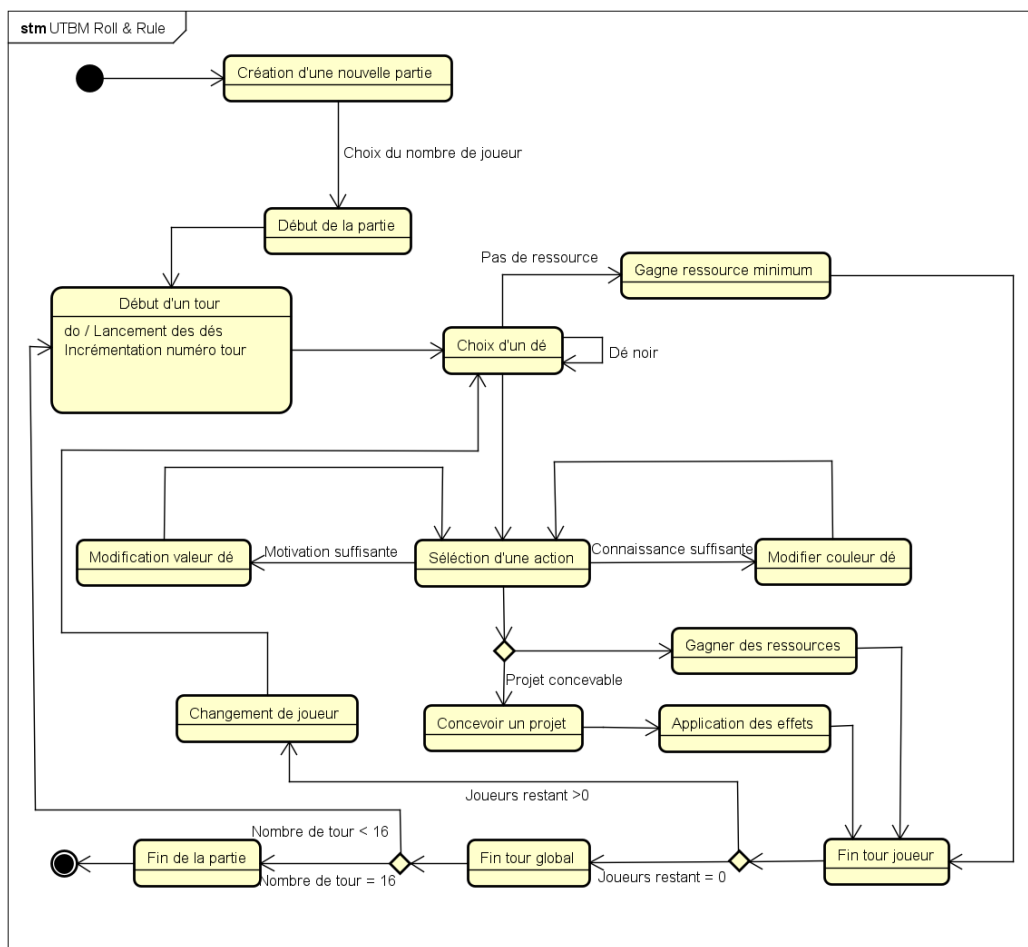 stm UTBM Roll & Rule
Création d'une nouvelle partie
Choix du nombre de joueur
Début de la partie
Pas de ressource
Gagne ressource minimum
Début d'un tour
do / Lancement des dés
Incrémentation numéro tour
Choix d'un dé
Dé noir
Modification valeur dé
Motivation suffisante
Séléction d'une action
Connaissance suffisante
Modifier couleur dé
Gagner des ressources
Projet concevable
Changement de joueur
Concevoir un projet
Application des effets
Joueurs restant >0
Nombre de tour < 16
Fin de la partie
Nombre de tour = 16
Fin tour global
Joueurs restant = 0
Fin tour joueur